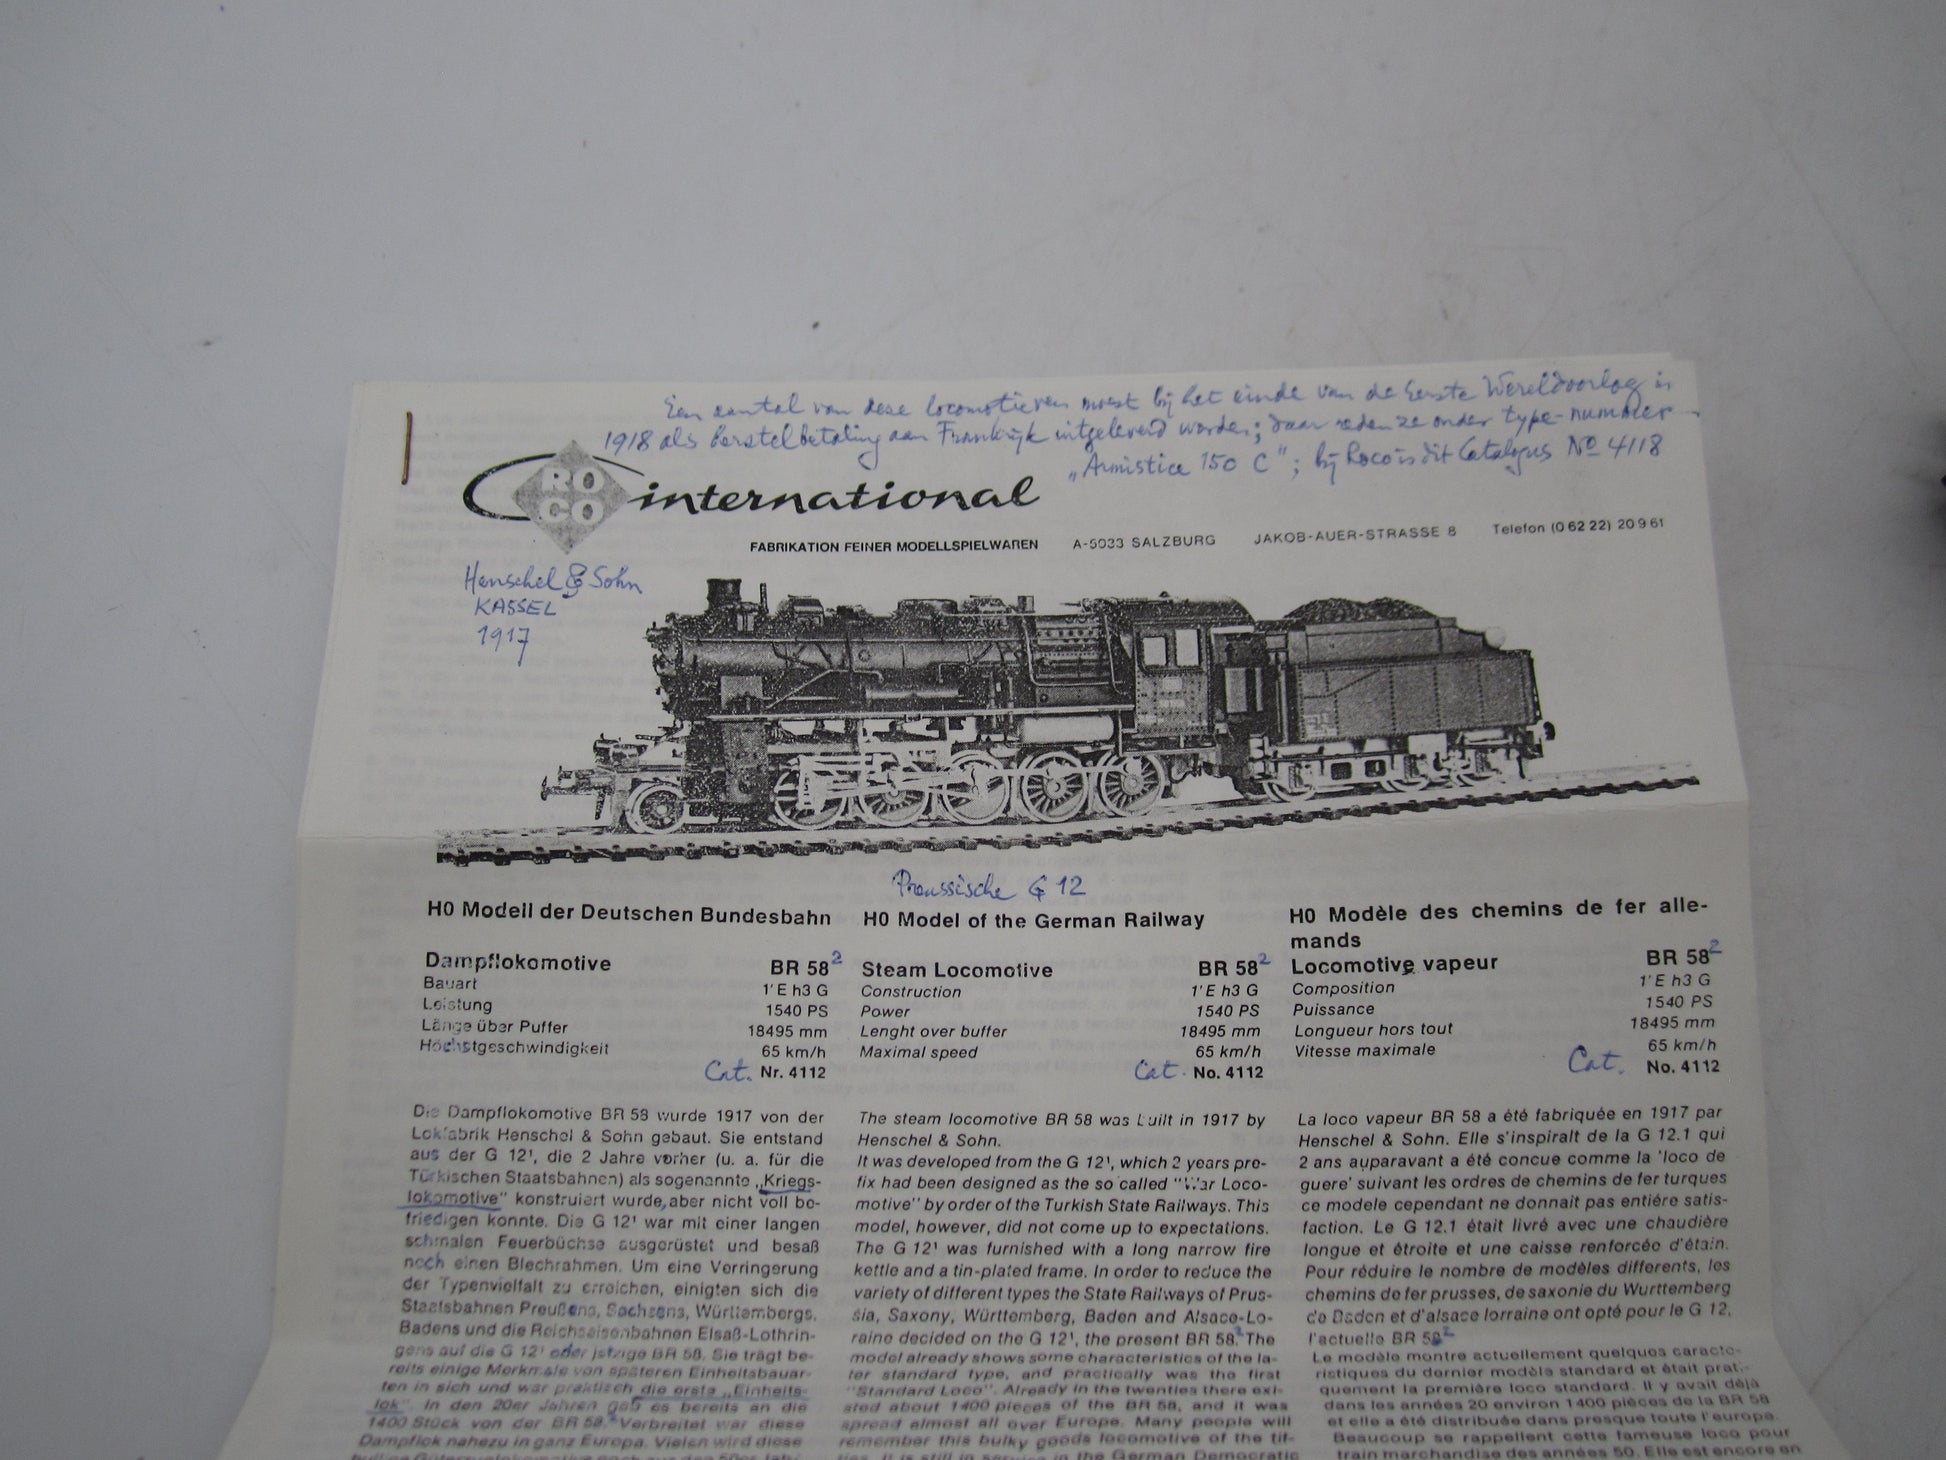 Een aantal van deze locomotieven moest bij het einde van de Eerste Wereldoorlog in
1918 als herstelbetaling aan Frankrijk uitgeleverd worden; daar reden ze onder type-nummer
„Armistice 150 C"; bij Roco is dit Catalogus No 4118
ROCO international
FABRIKATION FEINER MODELLSPIELWAREN A-5033 SALZBURG JAKOB-AUER-STRASSE 8 Telefon (0 62 22) 20 9 61
Henschel & Sohn
KASSEL
1917
Preussische G 12
H0 Modell der Deutschen Bundesbahn
Dampflokomotive BR 58²
Bauart 1' E h3 G
Leistung 1540 PS
Länge über Puffer 18495 mm
Höchstgeschwindigkeit 65 km/h
Cat. Nr. 4112
Die Dampflokomotive BR 58 wurde 1917 von der
Lokfabrik Henschel & Sohn gebaut. Sie entstand
aus der G 12¹, die 2 Jahre vorher (u. a. für die
Türkischen Staatsbahnen) als sogenannte „Kriegs-
lokomotive" konstruiert wurde, aber nicht voll be-
friedigen konnte. Die G 12¹ war mit einer langen
schmalen Feuerbüchse ausgerüstet und besaß
noch einen Blechrahmen. Um eine Verringerung
der Typenvielfalt zu erreichen, einigten sich die
Staatsbahnen Preußens, Sachsens, Württembergs,
Badens und die Reichseisenbahnen Elsaß-Lothrin-
gens auf die G 12¹ oder jetzige BR 58. Sie trägt be-
reits einige Merkmale von späteren Einheitsbauar-
ten in sich und war praktisch die erste „Einheits-
lok". In den 20er Jahren gab es bereits an die
1400 Stück von der BR 58.² Verbreitet war diese
Dampflok nahezu in ganz Europa. Vielen wird diese
H0 Model of the German Railway
Steam Locomotive BR 58²
Construction 1' E h3 G
Power 1540 PS
Lenght over buffer 18495 mm
Maximal speed 65 km/h
Cat. No. 4112
The steam locomotive BR 58 was built in 1917 by
Henschel & Sohn.
It was developed from the G 12¹, which 2 years pre-
fix had been designed as the so called "War Loco-
motive" by order of the Turkish State Railways. This
model, however, did not come up to expectations.
The G 12¹ was furnished with a long narrow fire
kettle and a tin-plated frame. In order to reduce the
variety of different types the State Railways of Prus-
sia, Saxony, Württemberg, Baden and Alsace-Lo-
raine decided on the G 12¹, the present BR 58.² The
model already shows some characteristics of the la-
ter standard type, and practically was the first
"Standard Loco". Already in the twenties there exi-
sted about 1400 pieces of the BR 58, and it was
spread almost all over Europe. Many people will
remember this bulky goods locomotive of the fif-
ties. It is still in service in the German Democratic
H0 Modèle des chemins de fer alle-
mands
Locomotive vapeur BR 58²
Composition 1' E h3 G
Puissance 1540 PS
Longueur hors tout 18495 mm
Vitesse maximale 65 km/h
Cat. No. 4112
La loco vapeur BR 58 a été fabriquée en 1917 par
Henschel & Sohn. Elle s'inspiralt de la G 12.1 qui
2 ans auparavant a été concue comme la 'loco de
guere' suivant les ordres de chemins de fer turques
ce modele cependant ne donnait pas entiére satis-
faction. Le G 12.1 était livré avec une chaudière
longue et étroite et une caisse renforcée d'étain.
Pour réduire le nombre de modèles differents, les
chemins de fer prusses, de saxonie du Wurttemberg
de Baden et d'alsace lorraine ont opté pour le G 12,
l'actuelle BR 58²
Le modèle montre actuellement quelques caracte-
ristiques du dernier modèle standard et était prat.-
quement la première loco standard. Il y avait déjà
dans les années 20 environ 1400 pièces de la BR 58
et elle a été distribuée dans presque toute l'europe.
Beaucoup se rappellent cette fameuse loco pour
train marchandise des années 50. Elle est encore en